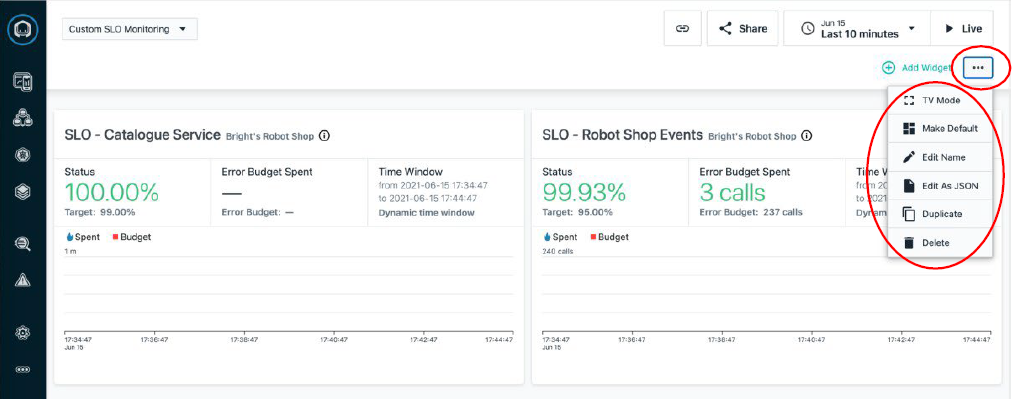 Custom SLO Monitoring
Share
Jun 15
Last 10 minutes
Live
Add Widget
TV Mode
Make Default
Edit Name
Edit As JSON
Duplicate
Delete
SLO - Catalogue Service Bright's Robot Shop
Status
100.00%
Target: 99.00%
Error Budget Spent
—
Error Budget: —
Time Window
from 2021-06-15 17:34:47
to 2021-06-15 17:44:47
Dynamic time window
Spent Budget
1 m
17:34:47 17:36:47 17:38:47 17:40:47 17:42:47 17:44:47
Jun 15
SLO - Robot Shop Events Bright's Robot Shop
Status
99.93%
Target: 95.00%
Error Budget Spent
3 calls
Error Budget: 237 calls
Time W
from 2
to 202
Dynam
Spent Budget
240 calls
17:34:47 17:36:47 17:38:47 17:40:47 17:42:47 17:44:47
Jun 15